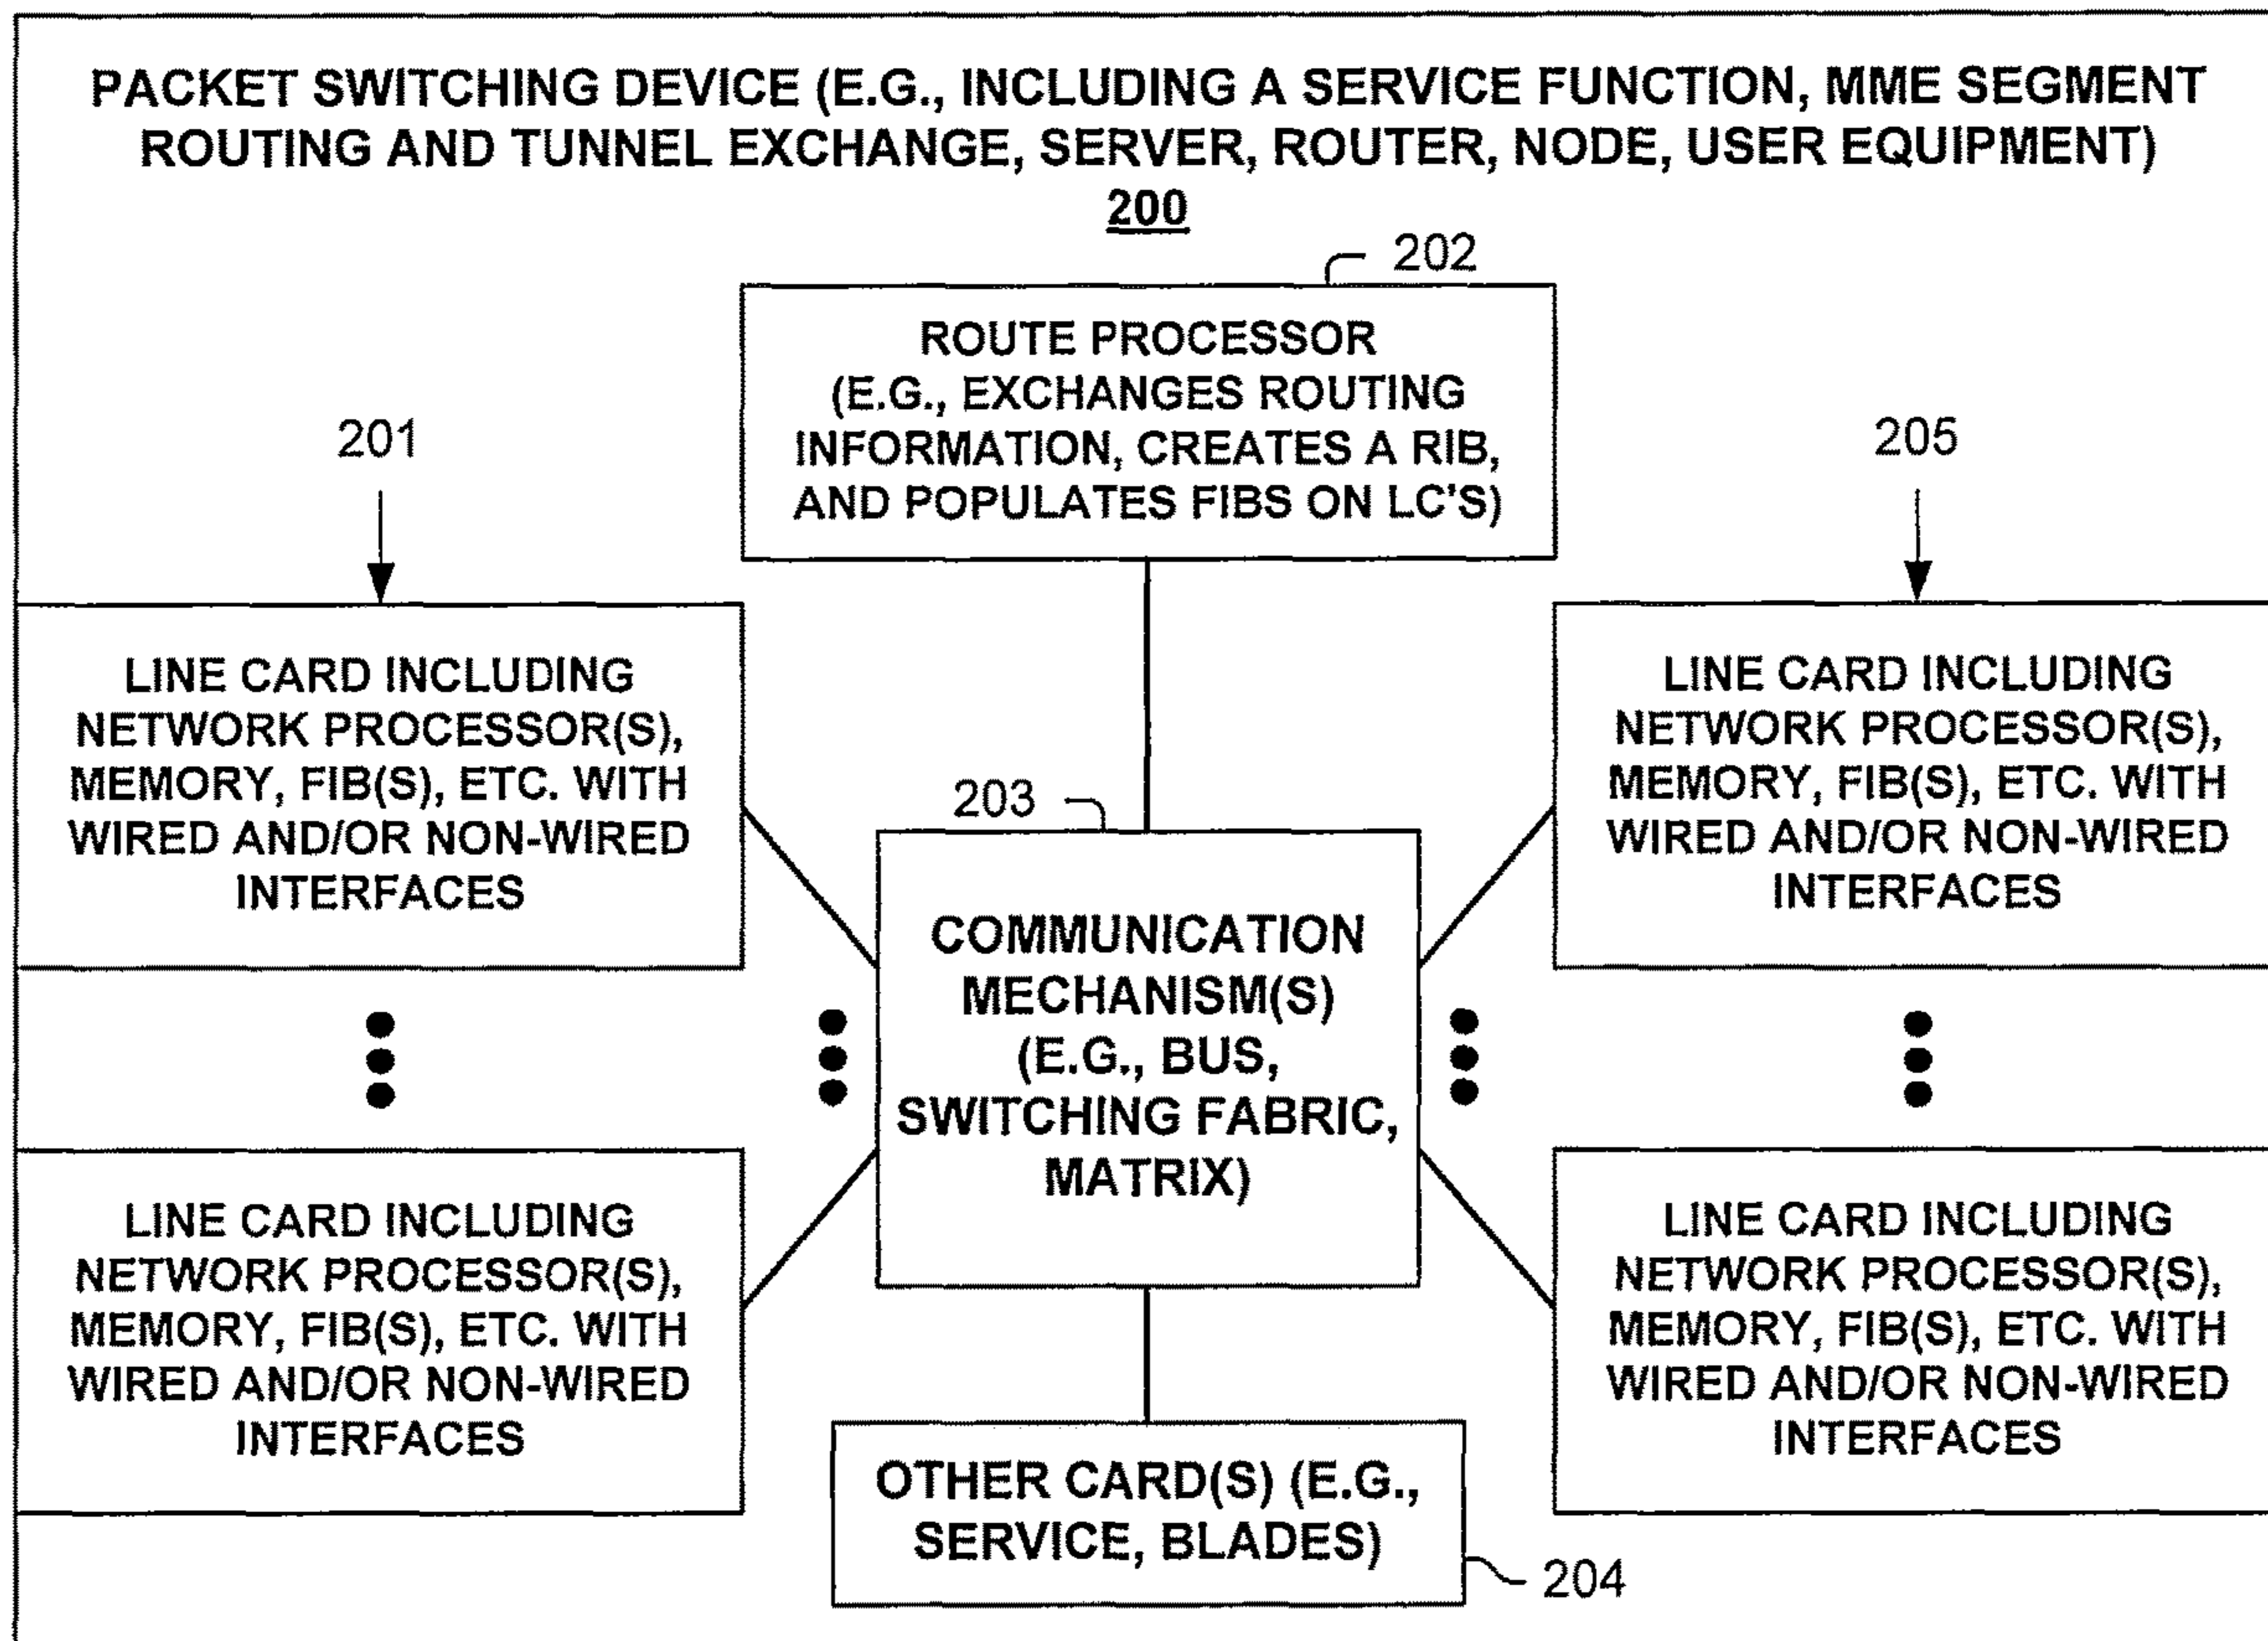 PACKET SWITCHING DEVICE (E.G., INCLUDING A SERVICE FUNCTION, MME SEGMENT
ROUTING AND TUNNEL EXCHANGE, SERVER, ROUTER, NODE, USER EQUIPMENT)
200
202
ROUTE PROCESSOR
(E.G., EXCHANGES ROUTING
INFORMATION, CREATES A RIB,
AND POPULATES FIBS ON LC'S)
201
205
LINE CARD INCLUDING
NETWORK PROCESSOR(S),
MEMORY, FIB(S), ETC. WITH
WIRED AND/OR NON-WIRED
INTERFACES
LINE CARD INCLUDING
NETWORK PROCESSOR(S),
MEMORY, FIB(S), ETC. WITH
WIRED AND/OR NON-WIRED
INTERFACES
203
COMMUNICATION
MECHANISM(S)
(E.G., BUS,
SWITCHING FABRIC,
MATRIX)
LINE CARD INCLUDING
NETWORK PROCESSOR(S),
MEMORY, FIB(S), ETC. WITH
WIRED AND/OR NON-WIRED
INTERFACES
LINE CARD INCLUDING
NETWORK PROCESSOR(S),
MEMORY, FIB(S), ETC. WITH
WIRED AND/OR NON-WIRED
INTERFACES
OTHER CARD(S) (E.G.,
SERVICE, BLADES)
204